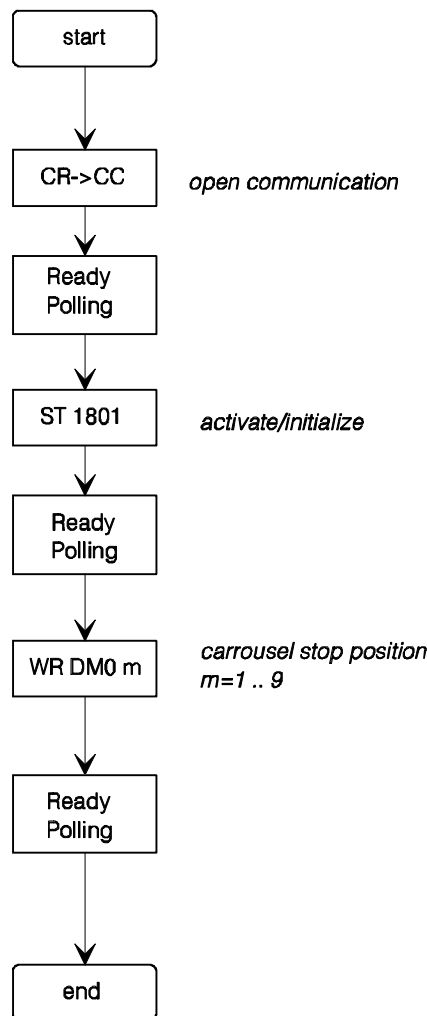 start
CR->CC
open communication
Ready
Polling
ST 1801
activate/initialize
Ready
Polling
WR DM0 m
carrousel stop position
m=1 .. 9
Ready
Polling
end